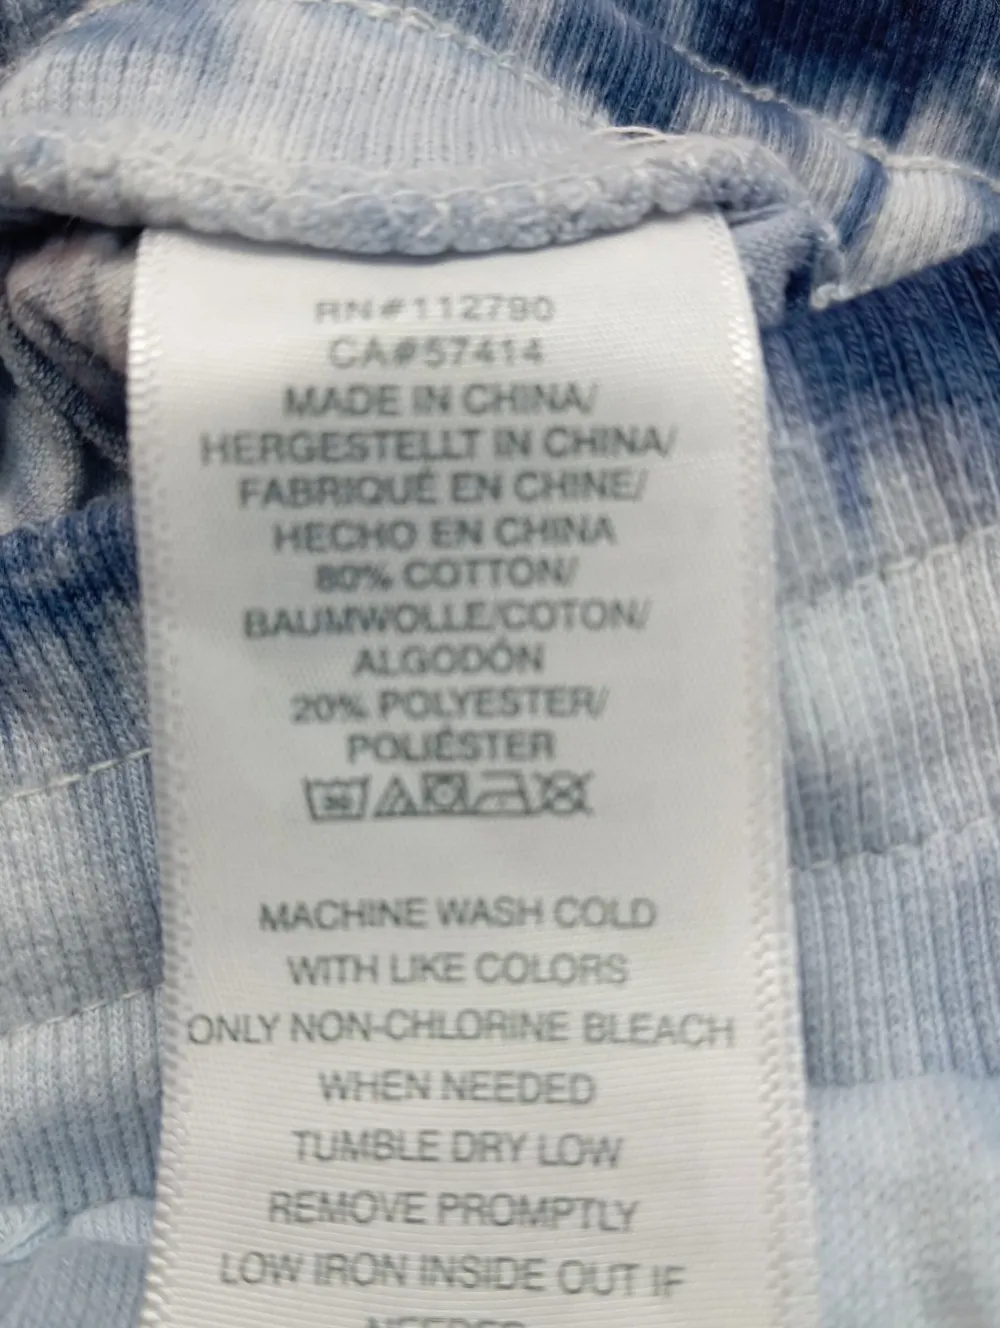 RN#112790
CA#57414
MADE IN CHINA/
HERGESTELLT IN CHINA/
FABRIQUÉ EN CHINE/
HECHO EN CHINA
80% COTTON/
BAUMWOLLE/COTON/
ALGODÓN
20% POLYESTER/
POLIÉSTER
30
MACHINE WASH COLD
WITH LIKE COLORS
ONLY NON-CHLORINE BLEACH
WHEN NEEDED
TUMBLE DRY LOW
REMOVE PROMPTLY
LOW IRON INSIDE OUT IF
NEEDED